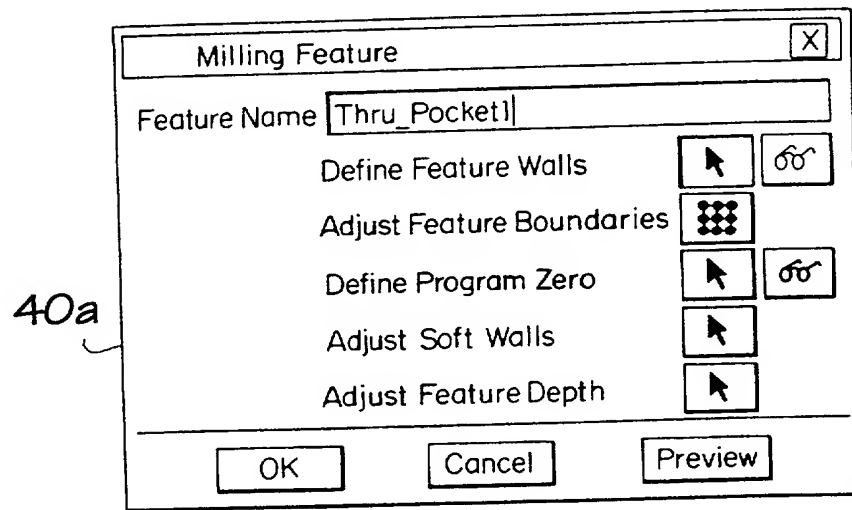 Milling Feature X
Feature Name Thru_Pocket1
Define Feature Walls
Adjust Feature Boundaries
Define Program Zero
40a
Adjust Soft Walls
Adjust Feature Depth
OK Cancel Preview